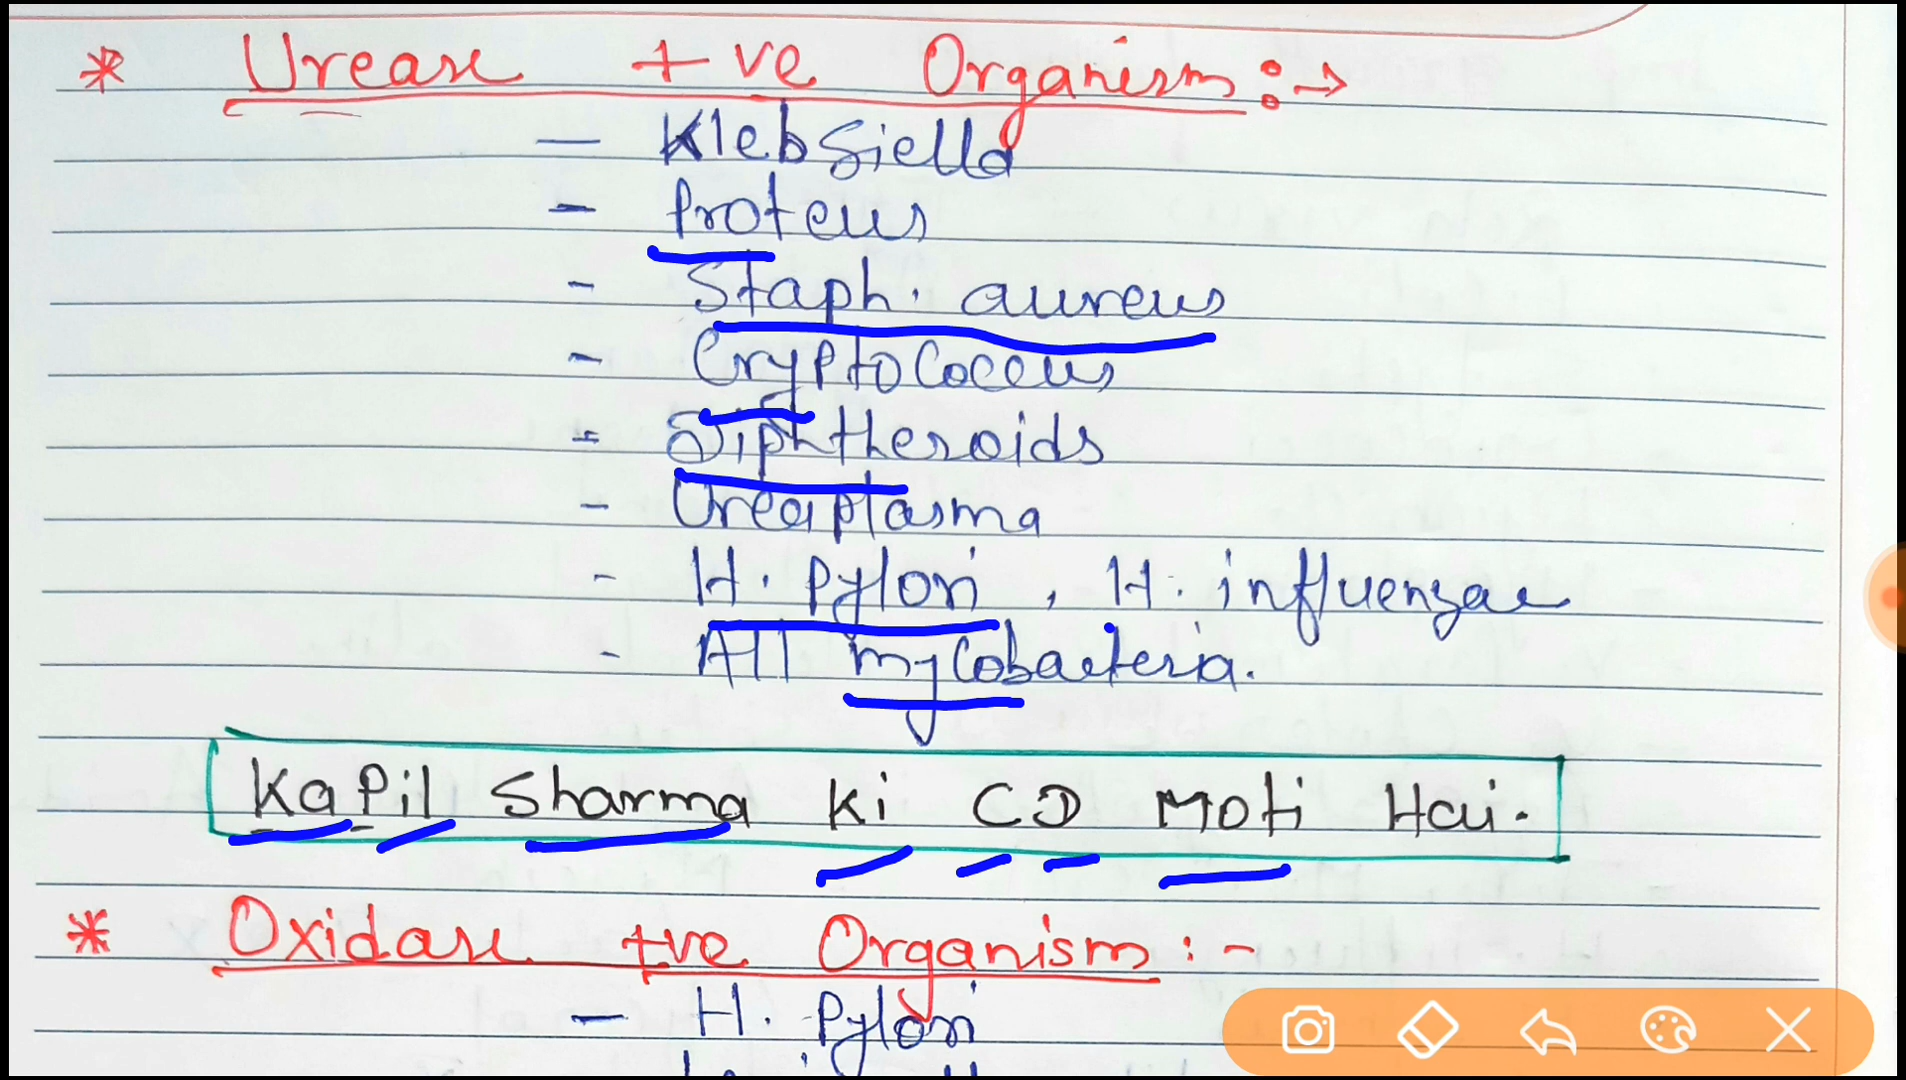 * Urease +ve Organism :→
— Klebsiella
- Proteus
- Staph. aureus
- Cryptococcus
- Diphtheroids
- Ureaplasma
- H. Pylori, H. influenzae
- All mycobacteria.
KaPil Sharma Ki CD Moti Hai.
* Oxidase +ve Organism :-
- H. Pylori